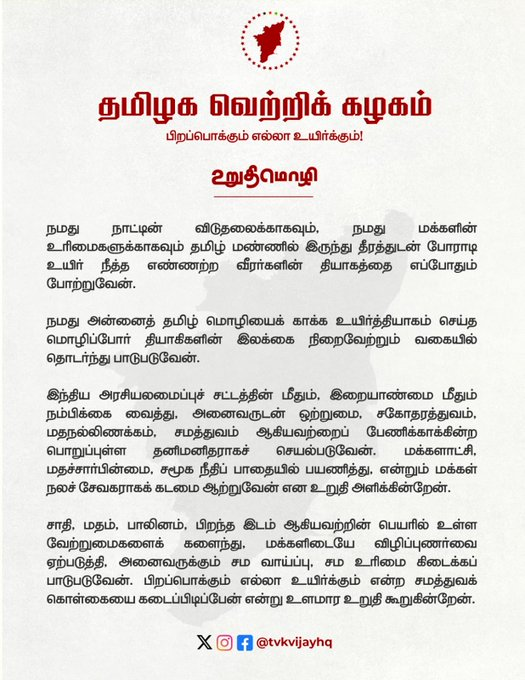 தமிழக வெற்றிக் கழகம்
பிறப்பொக்கும் எல்லா உயிர்க்கும்!
உறுதிமொழி
நமது நாட்டின் விடுதலைக்காகவும், நமது மக்களின்
உரிமைகளுக்காகவும் தமிழ் மண்ணில் இருந்து தீரத்துடன் போராடி
உயிர் நீத்த எண்ணற்ற வீரர்களின் தியாகத்தை எப்போதும்
போற்றுவேன்.
நமது அன்னைத் தமிழ் மொழியைக் காக்க உயிர்த்தியாகம் செய்த
மொழிப்போர் தியாகிகளின் இலக்கை நிறைவேற்றும் வகையில்
தொடர்ந்து பாடுபடுவேன்.
இந்திய அரசியலமைப்புச் சட்டத்தின் மீதும், இறையாண்மை மீதும்
நம்பிக்கை வைத்து, அனைவருடன் ஒற்றுமை, சகோதரத்துவம்,
மதநல்லிணக்கம், சமத்துவம் ஆகியவற்றைப் பேணிக்காக்கின்ற
பொறுப்புள்ள தனிமனிதராகச் செயல்படுவேன். மக்களாட்சி,
மதச்சார்பின்மை, சமூக நீதிப் பாதையில் பயணித்து, என்றும் மக்கள்
நலச் சேவகராகக் கடமை ஆற்றுவேன் என உறுதி அளிக்கின்றேன்.
சாதி, மதம், பாலினம், பிறந்த இடம் ஆகியவற்றின் பெயரில் உள்ள
வேற்றுமைகளைக் களைந்து, மக்களிடையே விழிப்புணர்வை
ஏற்படுத்தி, அனைவருக்கும் சம வாய்ப்பு, சம உரிமை கிடைக்கப்
பாடுபடுவேன். பிறப்பொக்கும் எல்லா உயிர்க்கும் என்ற சமத்துவக்
கொள்கையை கடைப்பிடிப்பேன் என்று உளமார உறுதி கூறுகின்றேன்.
@tvkvijayhq